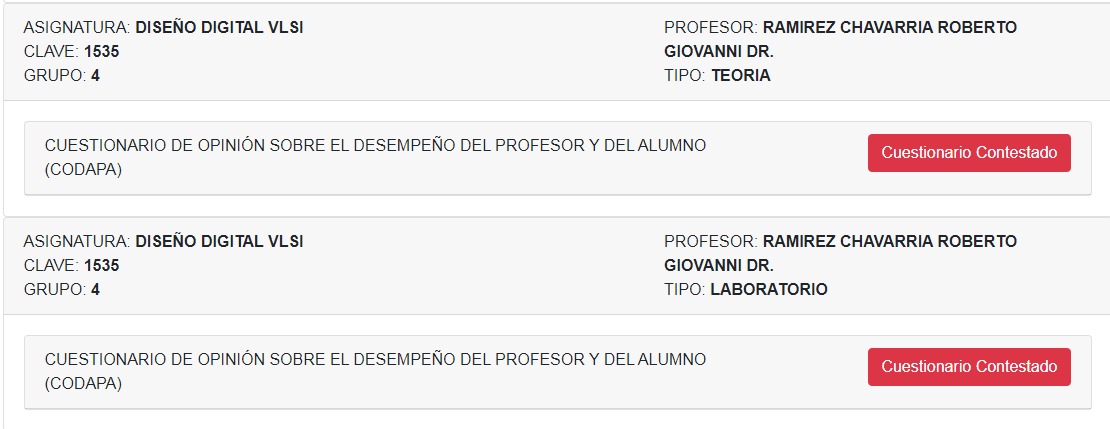 ASIGNATURA: DISEÑO DIGITAL VLSI
CLAVE: 1535
GRUPO: 4
PROFESOR: RAMIREZ CHAVARRIA ROBERTO
GIOVANNI DR.
TIPO: TEORIA
CUESTIONARIO DE OPINIÓN SOBRE EL DESEMPEÑO DEL PROFESOR Y DEL ALUMNO
(CODAPA)
Cuestionario Contestado
ASIGNATURA: DISEÑO DIGITAL VLSI
CLAVE: 1535
GRUPO: 4
PROFESOR: RAMIREZ CHAVARRIA ROBERTO
GIOVANNI DR.
TIPO: LABORATORIO
CUESTIONARIO DE OPINIÓN SOBRE EL DESEMPEÑO DEL PROFESOR Y DEL ALUMNO
(CODAPA)
Cuestionario Contestado